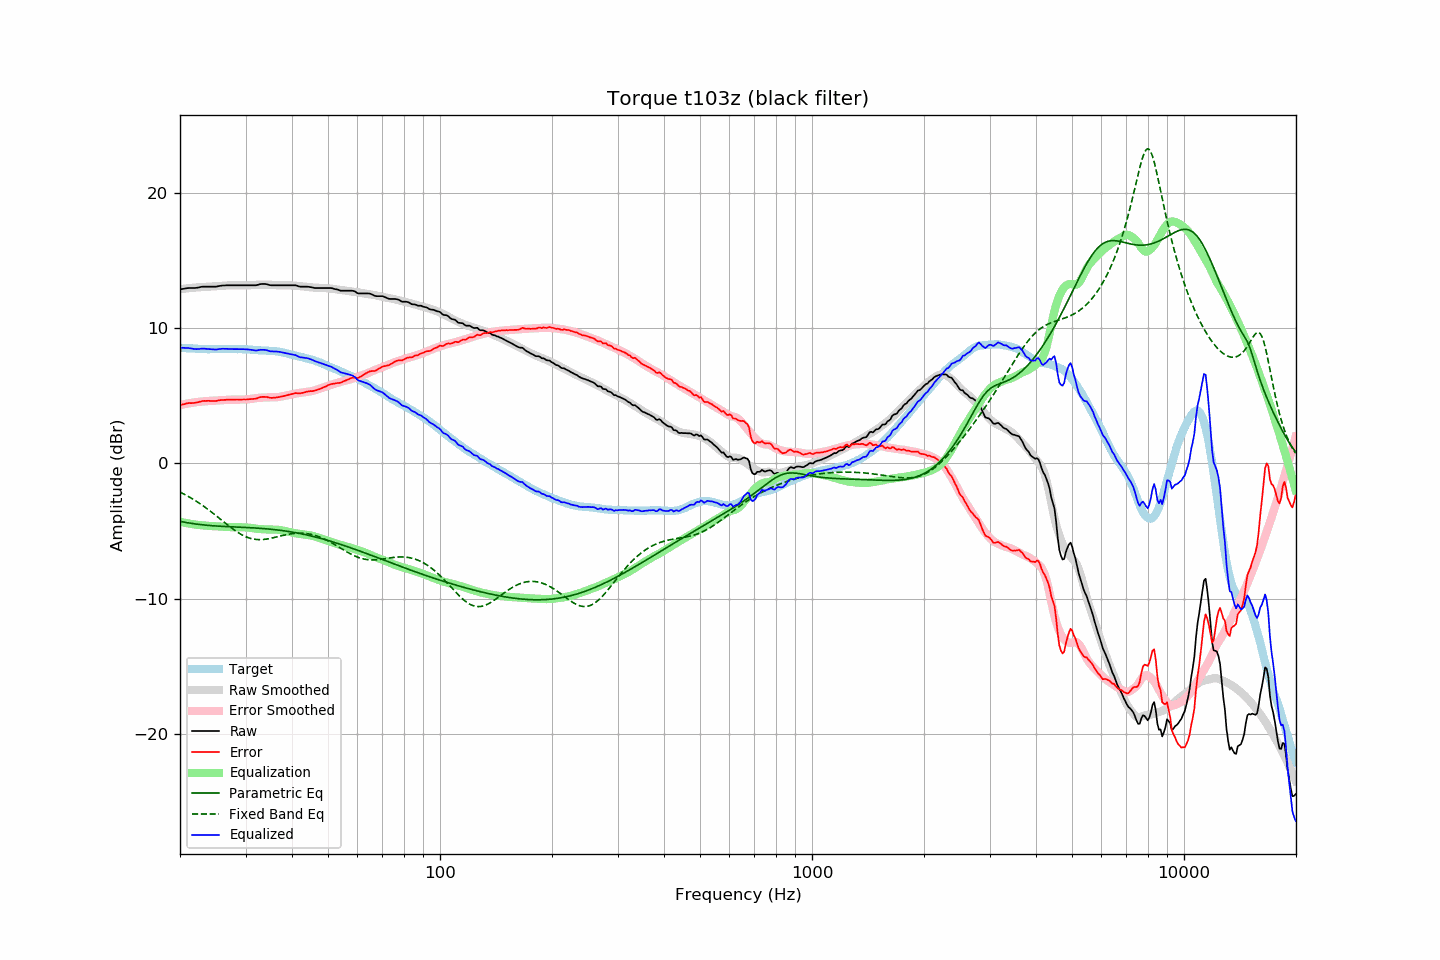 Torque t103z (black filter)
Amplitude (dBr)
20
10
0
−10
−20
Target
Raw Smoothed
Error Smoothed
Raw
Error
Equalization
Parametric Eq
Fixed Band Eq
Equalized
100
1000
10000
Frequency (Hz)